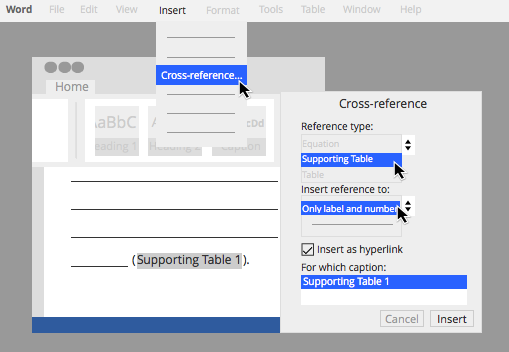 Word File Edit View Insert Format Tools Table Window Help
Cross-reference...
Home
AaBbC
Heading 1 Heading 2 Caption
Cross-reference
Reference type:
Equation
Supporting Table
Table
Insert reference to:
Only label and number
Insert as hyperlink
For which caption:
Supporting Table 1
(Supporting Table 1).
Cancel Insert